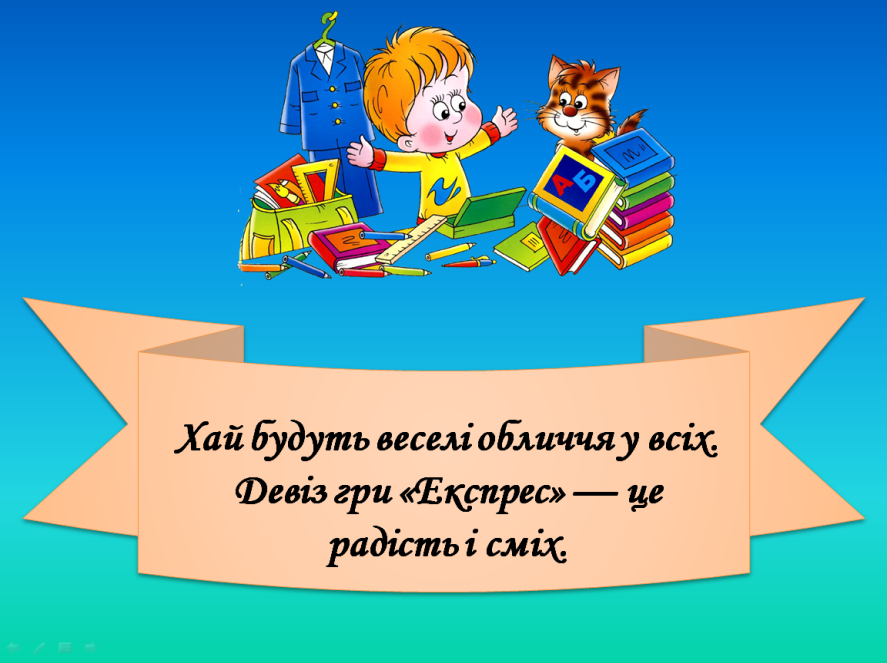 А Б
Хай будуть веселі обличчя у всіх.
Девіз гри «Експрес» — це
радість і сміх.